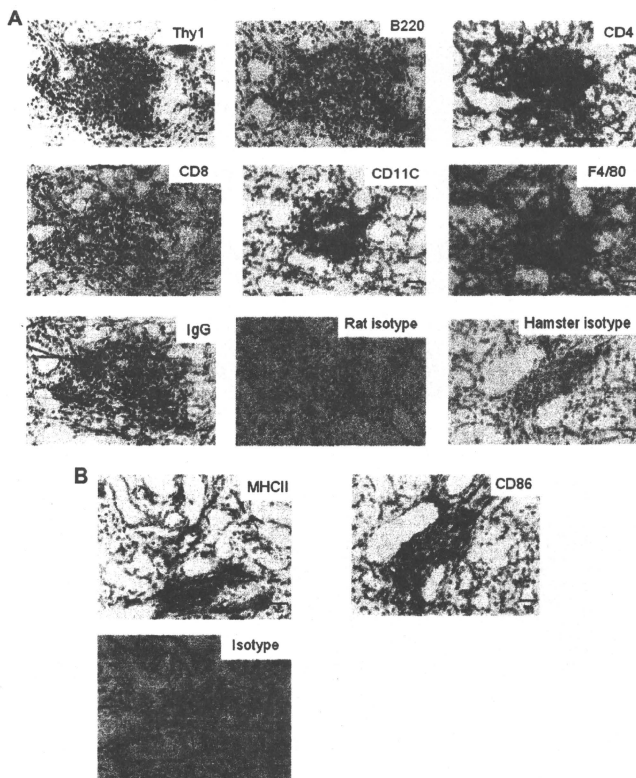 A
Thy1
B220
CD4
CD8
CD11C
F4/80
IgG
Rat isotype
Hamster isotype
B
MHCII
CD86
Isotype